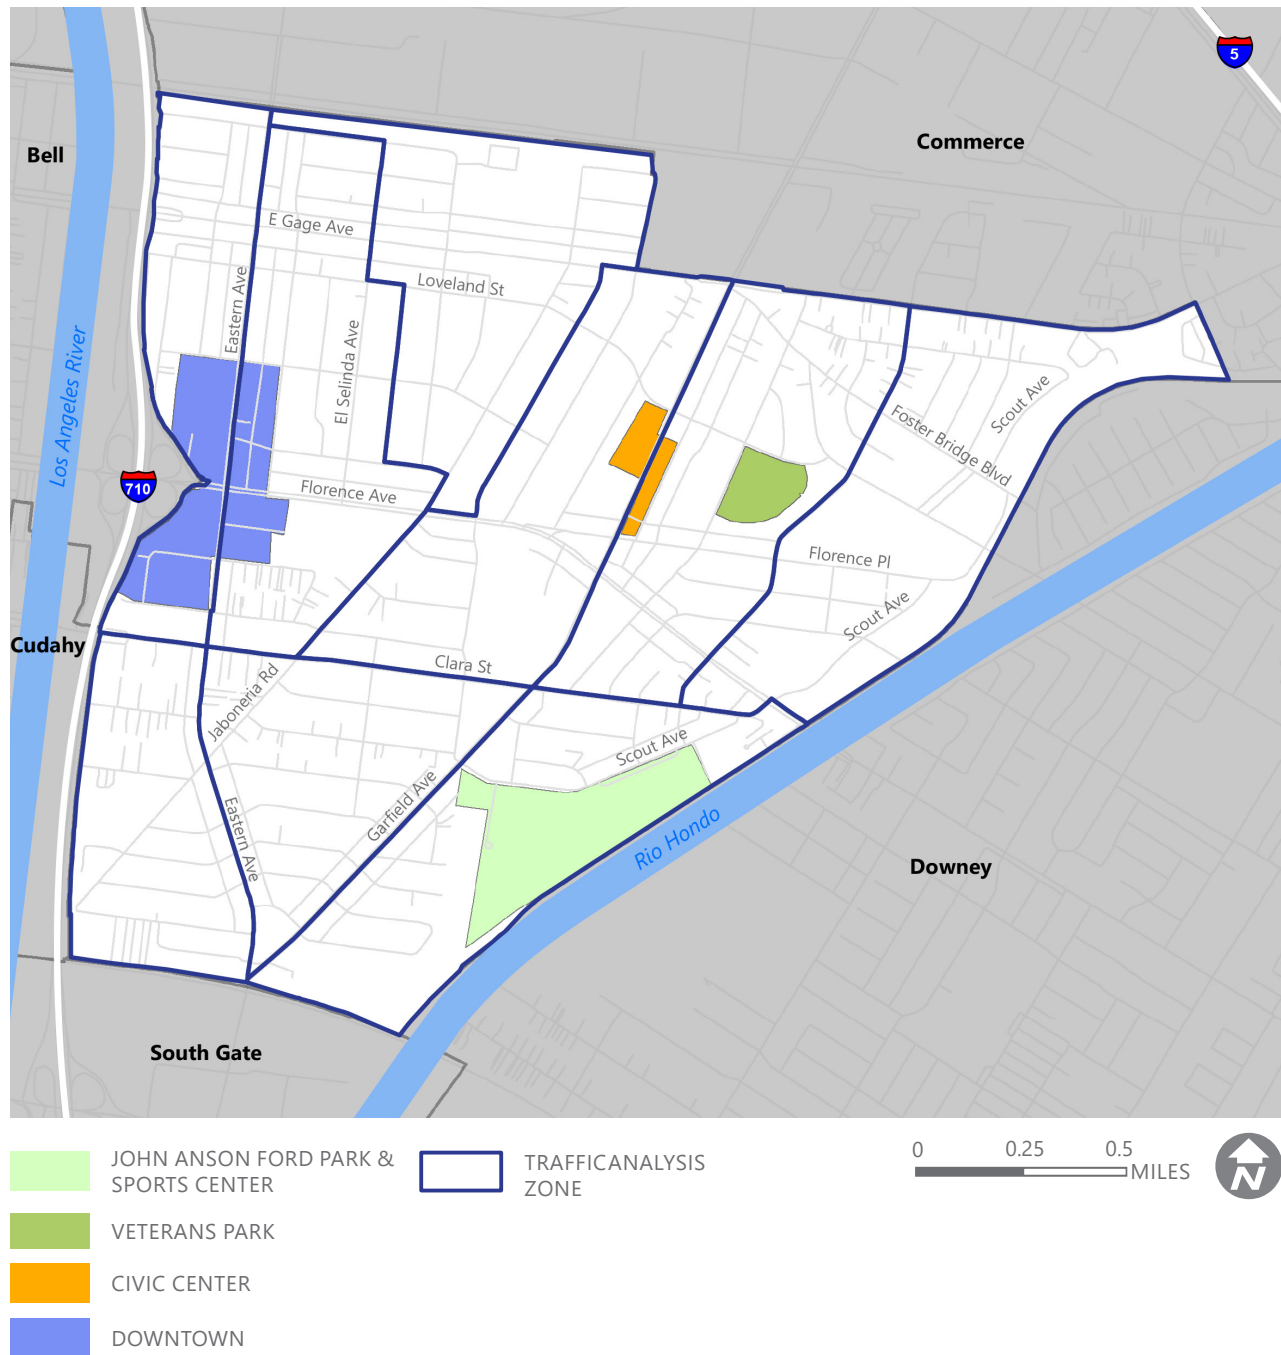 5
Commerce
Bell
E Gage Ave
Loveland St
Eastern Ave
El Selinda Ave
Los Angeles River
Scout Ave
Foster Bridge Blvd
710
Florence Ave
Florence Pl
Scout Ave
Cudahy
Clara St
Jaboneria Rd
Scout Ave
Garfield Ave
Eastern Ave
Rio Hondo
Downey
South Gate
JOHN ANSON FORD PARK &
SPORTS CENTER
VETERANS PARK
CIVIC CENTER
DOWNTOWN
TRAFFICANALYSIS
ZONE
0 0.25 0.5
MILES
N